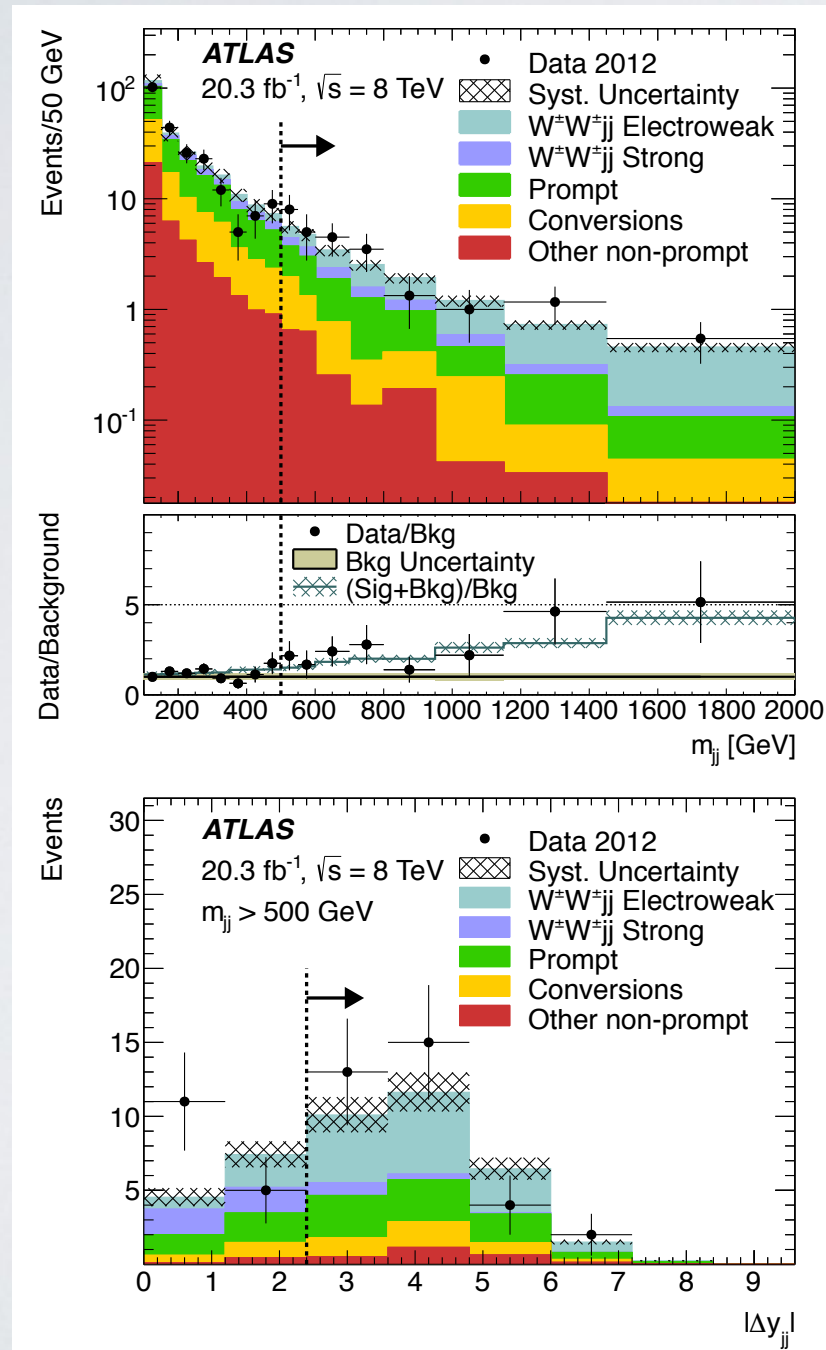 ATLAS
20.3 fb⁻¹, √s = 8 TeV
Data 2012
Syst. Uncertainty
W±W±jj Electroweak
W±W±jj Strong
Prompt
Conversions
Other non-prompt
Events/50 GeV
10²
10
1
10⁻¹
Data/Bkg
Bkg Uncertainty
(Sig+Bkg)/Bkg
Data/Background
5
0
200 400 600 800 1000 1200 1400 1600 1800 2000
m_jj [GeV]
ATLAS
20.3 fb⁻¹, √s = 8 TeV
m_jj > 500 GeV
Data 2012
Syst. Uncertainty
W±W±jj Electroweak
W±W±jj Strong
Prompt
Conversions
Other non-prompt
Events
30
25
20
15
10
5
0 1 2 3 4 5 6 7 8 9
|Δy_jj|